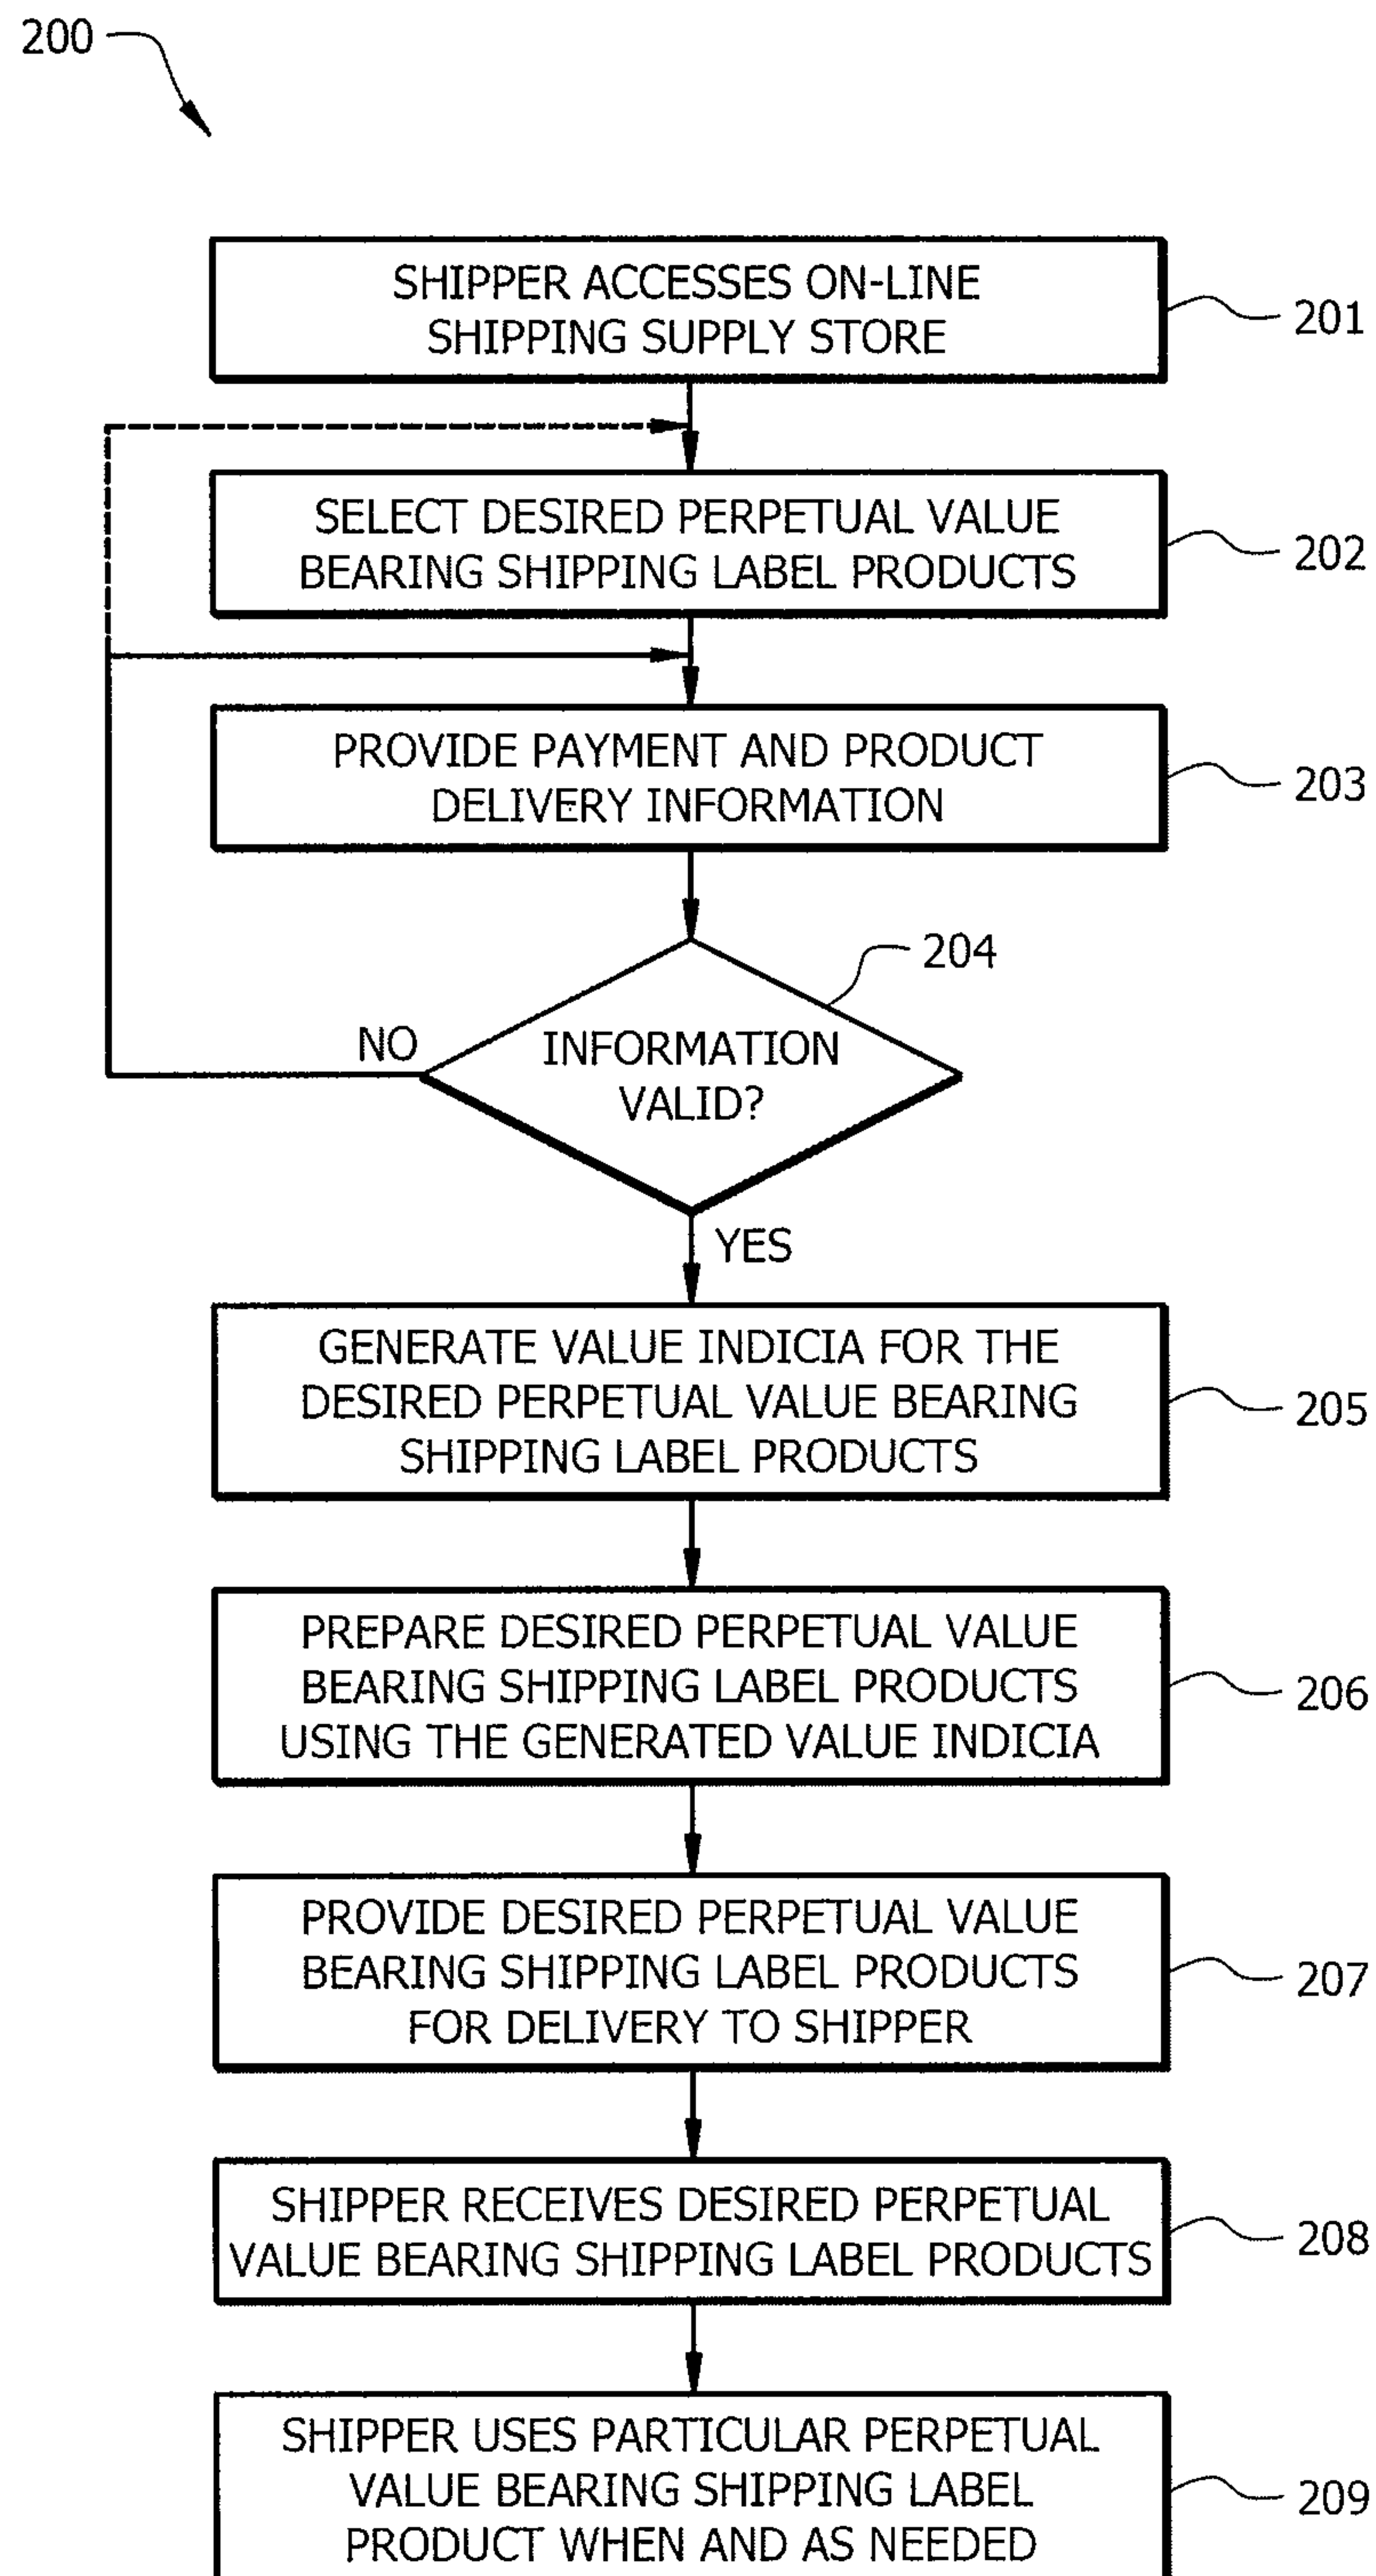 200
SHIPPER ACCESSES ON-LINE
SHIPPING SUPPLY STORE
201
SELECT DESIRED PERPETUAL VALUE
BEARING SHIPPING LABEL PRODUCTS
202
PROVIDE PAYMENT AND PRODUCT
DELIVERY INFORMATION
203
204
NO
INFORMATION
VALID?
YES
GENERATE VALUE INDICIA FOR THE
DESIRED PERPETUAL VALUE BEARING
SHIPPING LABEL PRODUCTS
205
PREPARE DESIRED PERPETUAL VALUE
BEARING SHIPPING LABEL PRODUCTS
USING THE GENERATED VALUE INDICIA
206
PROVIDE DESIRED PERPETUAL VALUE
BEARING SHIPPING LABEL PRODUCTS
FOR DELIVERY TO SHIPPER
207
SHIPPER RECEIVES DESIRED PERPETUAL
VALUE BEARING SHIPPING LABEL PRODUCTS
208
SHIPPER USES PARTICULAR PERPETUAL
VALUE BEARING SHIPPING LABEL
PRODUCT WHEN AND AS NEEDED
209